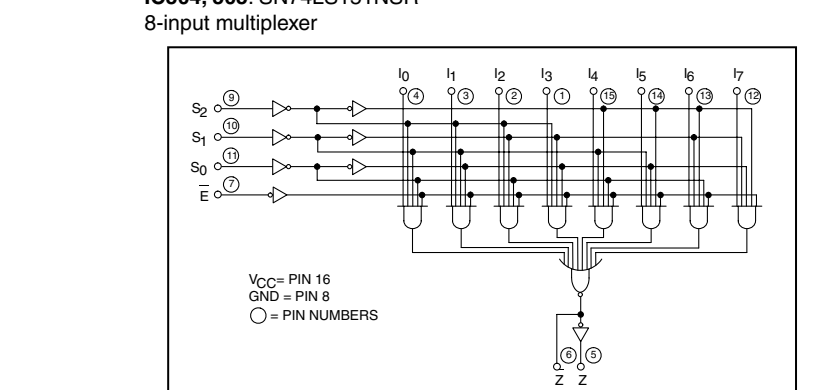 8-input multiplexer
I0 I1 I2 I3 I4 I5 I6 I7
4 3 2 1 15 14 13 12
S2 9
S1 10
S0 11
E 7
VCC= PIN 16
GND = PIN 8
= PIN NUMBERS
6 5
Z Z